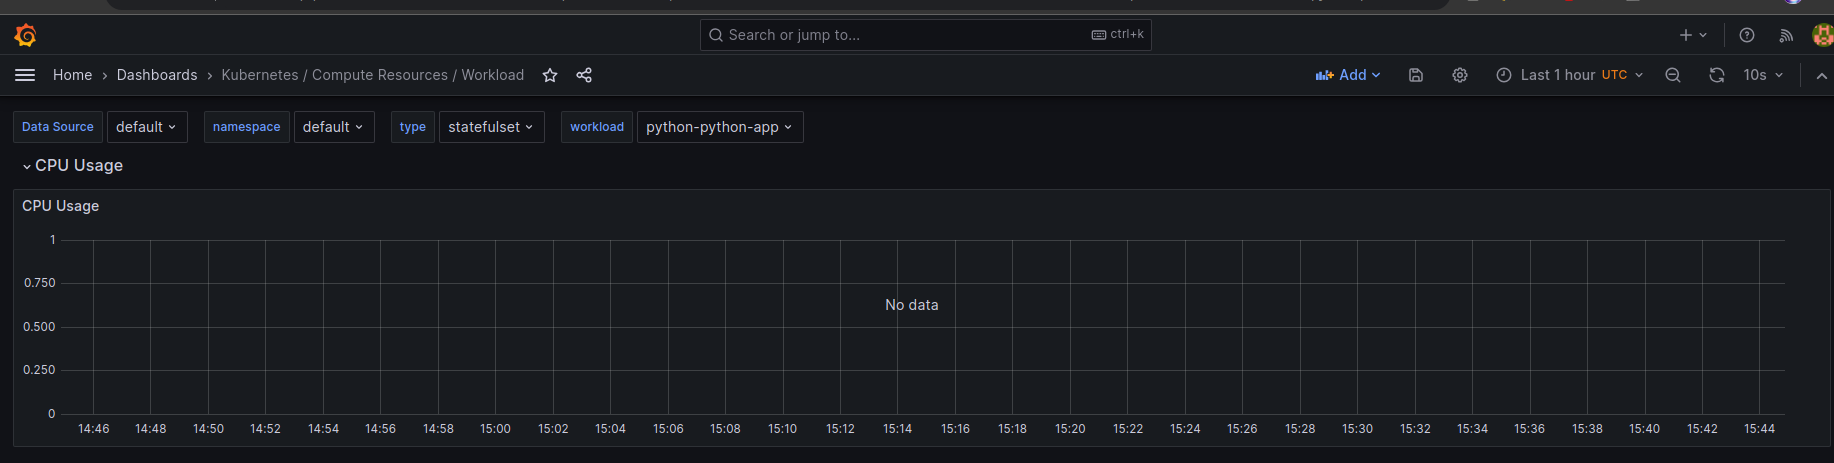 Search or jump to... ctrl+k
Home › Dashboards › Kubernetes / Compute Resources / Workload Add Last 1 hour UTC 10s
Data Source default namespace default type statefulset workload python-python-app
CPU Usage
CPU Usage
1
0.750
No data
0.500
0.250
0
14:46 14:48 14:50 14:52 14:54 14:56 14:58 15:00 15:02 15:04 15:06 15:08 15:10 15:12 15:14 15:16 15:18 15:20 15:22 15:24 15:26 15:28 15:30 15:32 15:34 15:36 15:38 15:40 15:42 15:44